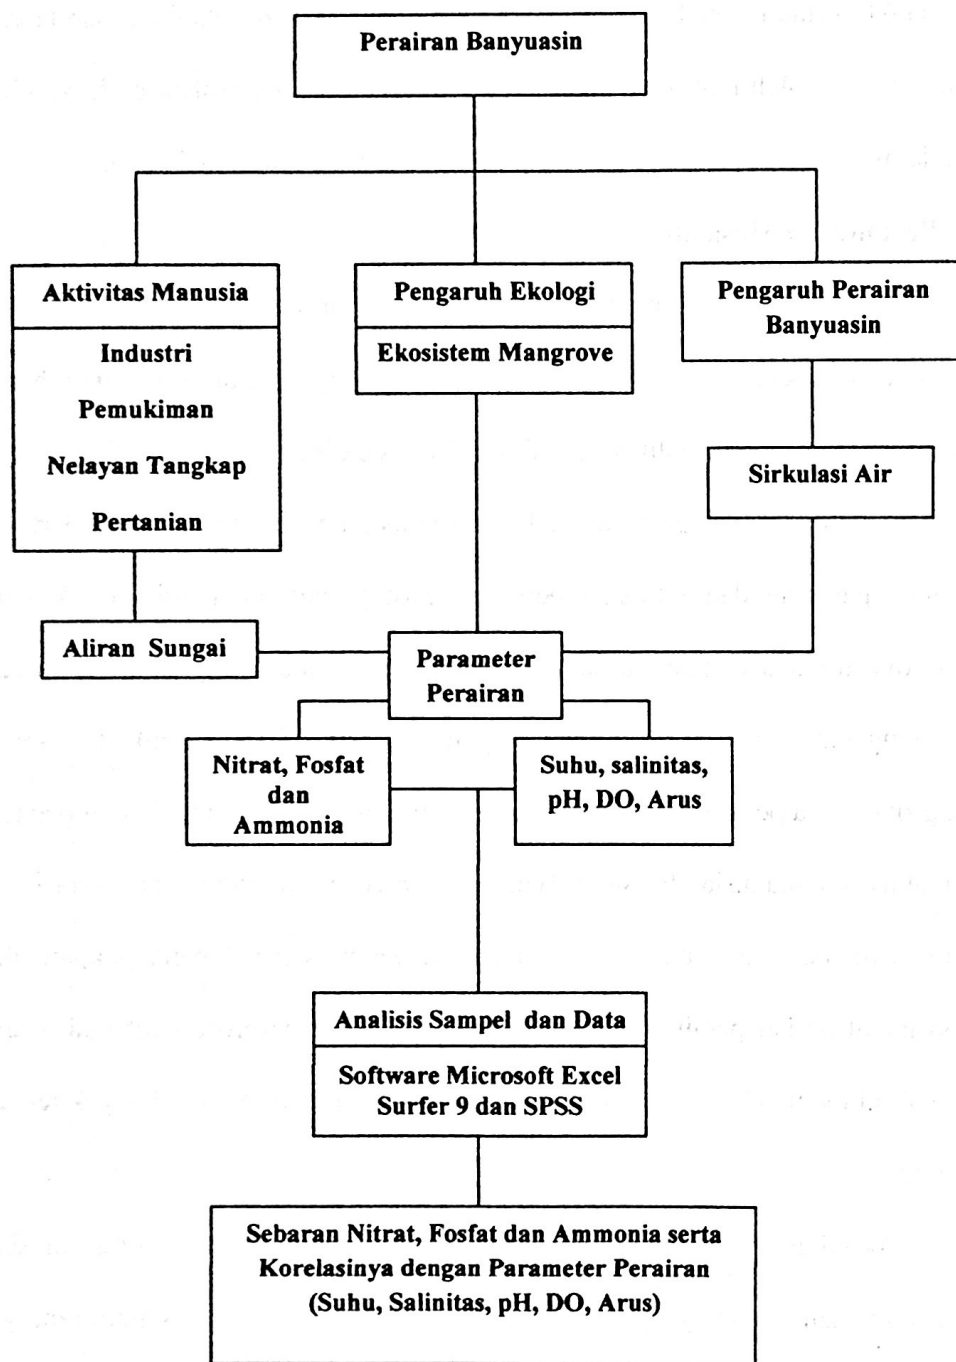 Perairan Banyuasin
Aktivitas Manusia
Industri
Pemukiman
Nelayan Tangkap
Pertanian
Pengaruh Ekologi
Ekosistem Mangrove
Pengaruh Perairan
Banyuasin
Sirkulasi Air
Aliran Sungai
Parameter
Perairan
Nitrat, Fosfat
dan
Ammonia
Suhu, salinitas,
pH, DO, Arus
Analisis Sampel dan Data
Software Microsoft Excel
Surfer 9 dan SPSS
Sebaran Nitrat, Fosfat dan Ammonia serta
Korelasinya dengan Parameter Perairan
(Suhu, Salinitas, pH, DO, Arus)